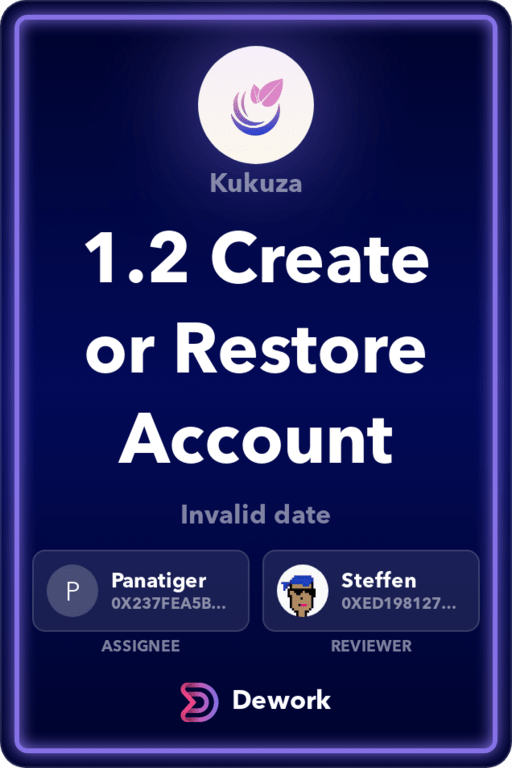 Kukuza
1.2 Create
or Restore
Account
Invalid date
P
Panatiger
0X237FEA5B...
ASSIGNEE
Steffen
0XED198127...
REVIEWER
Dework